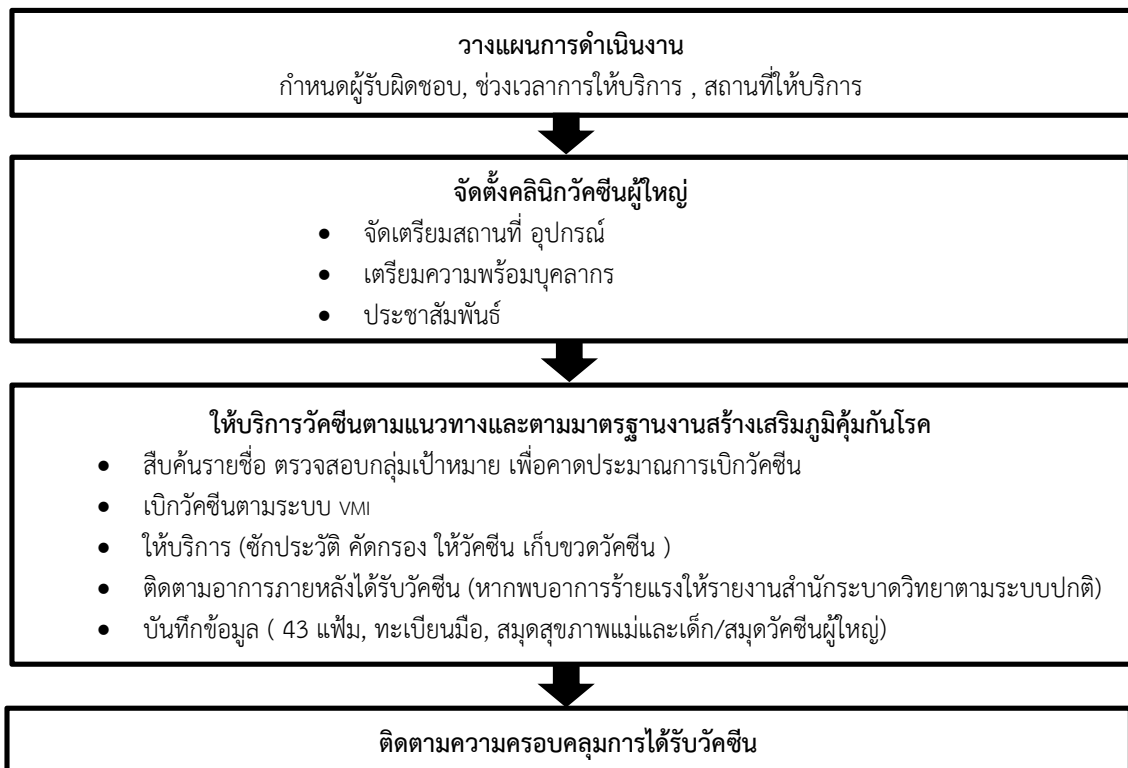 วางแผนการดำเนินงาน
กำหนดผู้รับผิดชอบ, ช่วงเวลาการให้บริการ , สถานที่ให้บริการ
จัดตั้งคลินิกวัคซีนผู้ใหญ่
• จัดเตรียมสถานที่ อุปกรณ์
• เตรียมความพร้อมบุคลากร
• ประชาสัมพันธ์
ให้บริการวัคซีนตามแนวทางและตามมาตรฐานงานสร้างเสริมภูมิคุ้มกันโรค
• สืบค้นรายชื่อ ตรวจสอบกลุ่มเป้าหมาย เพื่อคาดประมาณการเบิกวัคซีน
• เบิกวัคซีนตามระบบ VMI
• ให้บริการ (ซักประวัติ คัดกรอง ให้วัคซีน เก็บขวดวัคซีน )
• ติดตามอาการภายหลังได้รับวัคซีน (หากพบอาการร้ายแรงให้รายงานสำนักระบาดวิทยาตามระบบปกติ)
• บันทึกข้อมูล ( 43 แฟ้ม, ทะเบียนมือ, สมุดสุขภาพแม่และเด็ก/สมุดวัคซีนผู้ใหญ่)
ติดตามความครอบคลุมการได้รับวัคซีน